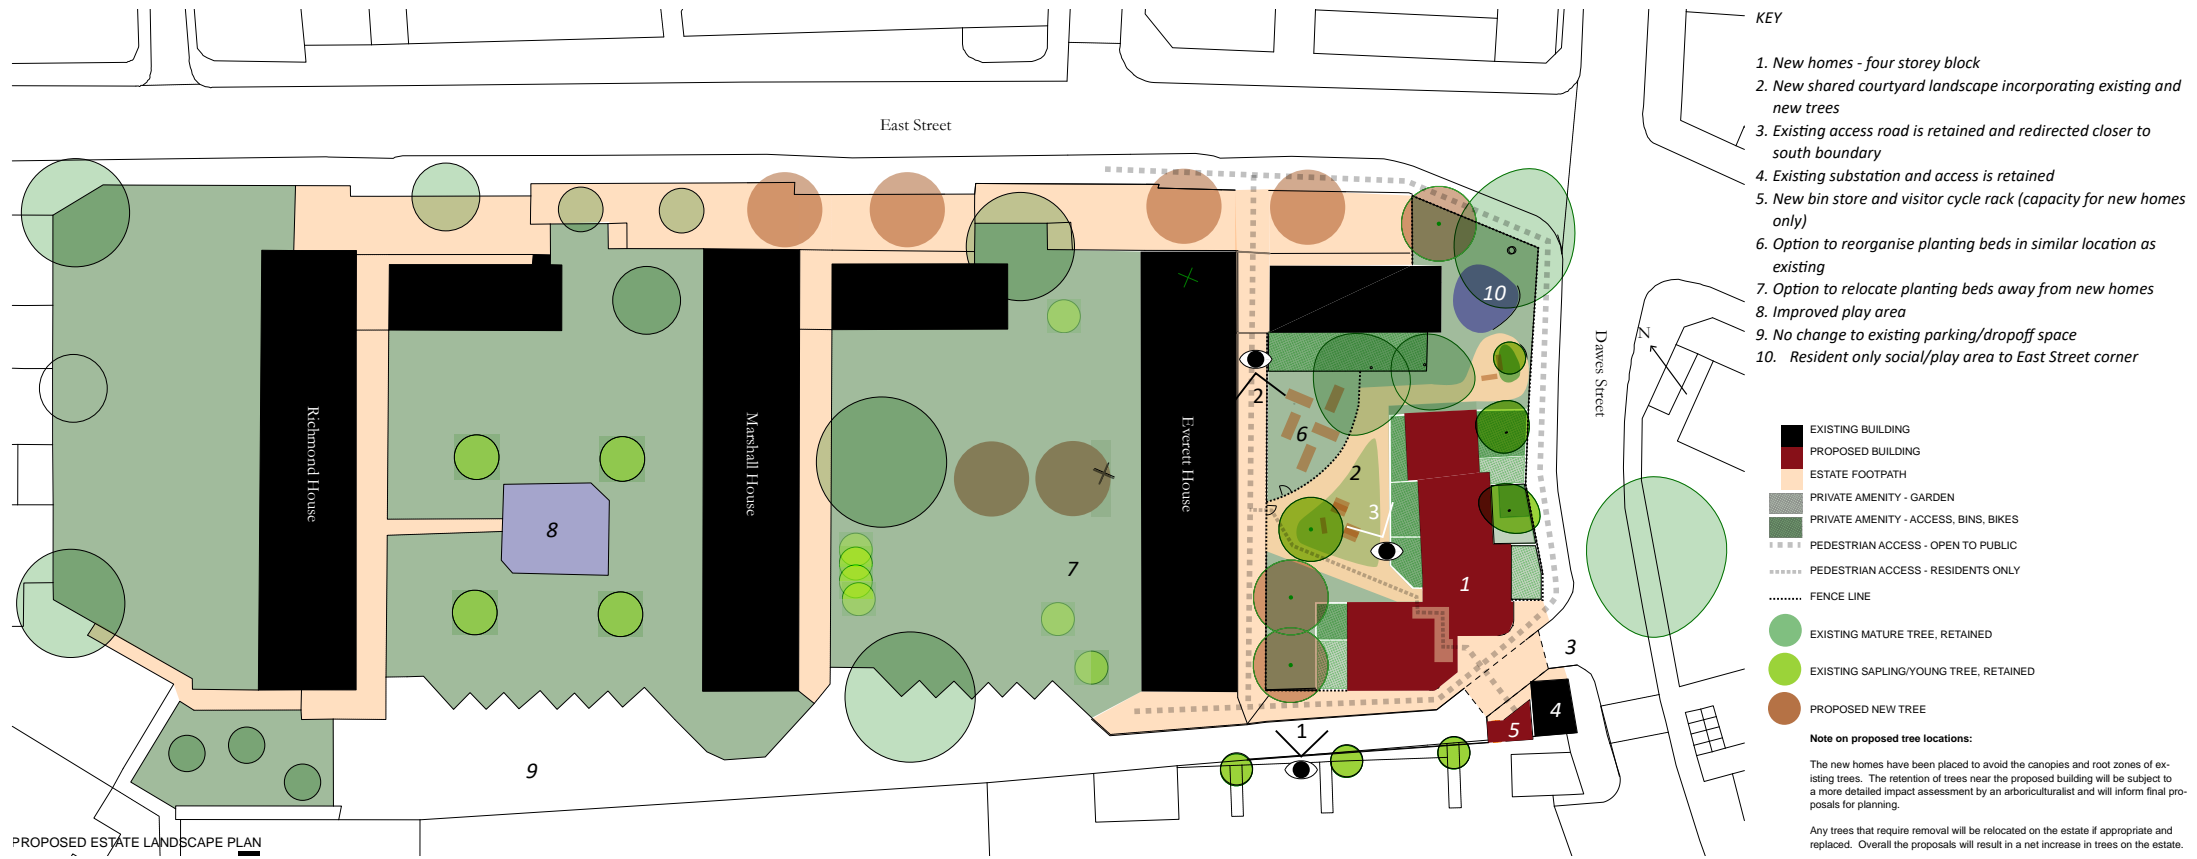 KEY
1. New homes - four storey block
2. New shared courtyard landscape incorporating existing and
new trees
3. Existing access road is retained and redirected closer to
south boundary
4. Existing substation and access is retained
5. New bin store and visitor cycle rack (capacity for new homes
only)
6. Option to reorganise planting beds in similar location as
existing
7. Option to relocate planting beds away from new homes
8. Improved play area
9. No change to existing parking/dropoff space
10. Resident only social/play area to East Street corner
EXISTING BUILDING
PROPOSED BUILDING
ESTATE FOOTPATH
PRIVATE AMENITY - GARDEN
PRIVATE AMENITY - ACCESS, BINS, BIKES
PEDESTRIAN ACCESS - OPEN TO PUBLIC
PEDESTRIAN ACCESS - RESIDENTS ONLY
FENCE LINE
EXISTING MATURE TREE, RETAINED
EXISTING SAPLING/YOUNG TREE, RETAINED
PROPOSED NEW TREE
Note on proposed tree locations:
The new homes have been placed to avoid the canopies and root zones of ex-
isting trees. The retention of trees near the proposed building will be subject to
a more detailed impact assessment by an arboriculturalist and will inform final pro-
posals for planning.
Any trees that require removal will be relocated on the estate if appropriate and
replaced. Overall the proposals will result in a net increase in trees on the estate.
East Street
Dawes Street
N
Richmond House
Marshall House
Everett House
10
2
6
2
3
8
7
1
3
4
5
1
9
PROPOSED ESTATE LANDSCAPE PLAN